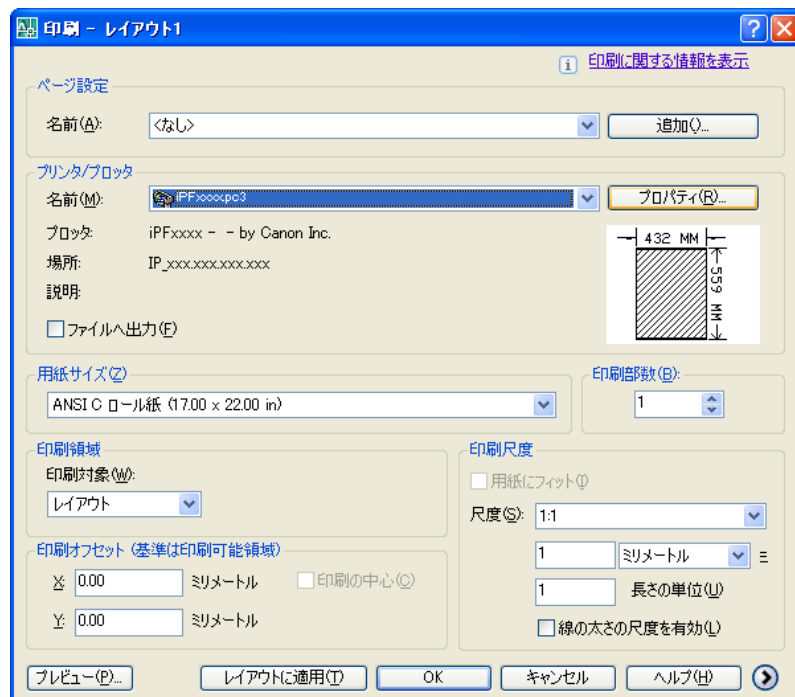 印刷 - レイアウト1
印刷に関する情報を表示
ページ設定
名前(A): <なし> 追加()...
プリンタ/プロッタ
名前(M): iPFxxxx.pc3 プロパティ(R)...
プロッタ: iPFxxxx - - by Canon Inc.
場所: IP_xxx.xxx.xxx.xxx
説明:
ファイルへ出力(F)
432 MM
559 MM
用紙サイズ(Z)
ANSI C ロール紙 (17.00 x 22.00 in)
印刷部数(B):
1
印刷領域
印刷対象(W):
レイアウト
印刷オフセット (基準は印刷可能領域)
X: 0.00 ミリメートル 印刷の中心(C)
Y: 0.00 ミリメートル
印刷尺度
用紙にフィット(I)
尺度(S): 1:1
1 ミリメートル =
1 長さの単位(U)
線の太さの尺度を有効(L)
プレビュー(P)... レイアウトに適用(T) OK キャンセル ヘルプ(H)